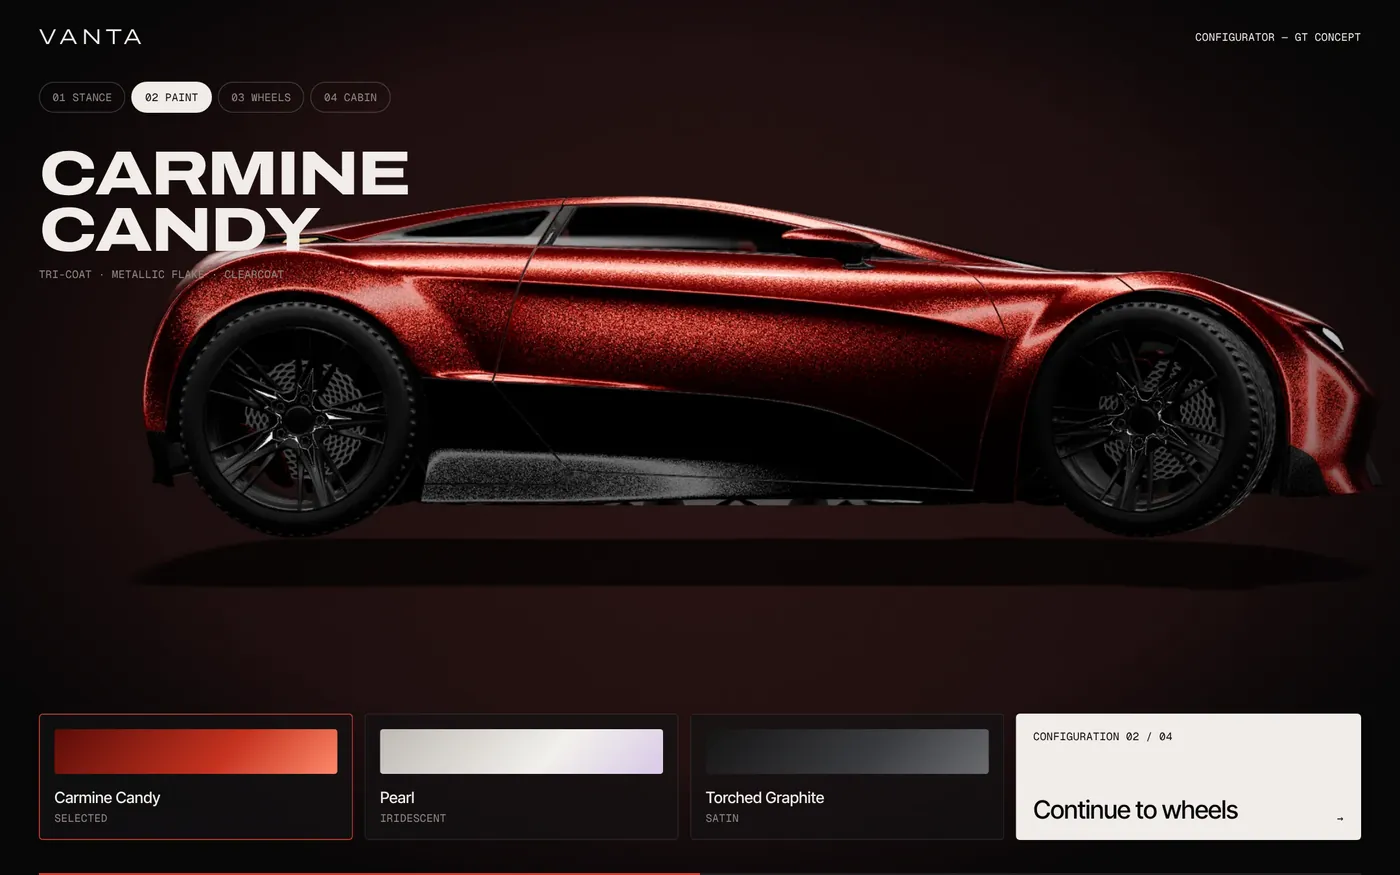 VANTA
CONFIGURATOR — GT CONCEPT
01 STANCE
02 PAINT
03 WHEELS
04 CABIN
CARMINE
CANDY
TRI-COAT · METALLIC FLAKE · CLEARCOAT
Carmine Candy
SELECTED
Pearl
IRIDESCENT
Torched Graphite
SATIN
CONFIGURATION 02 / 04
Continue to wheels →